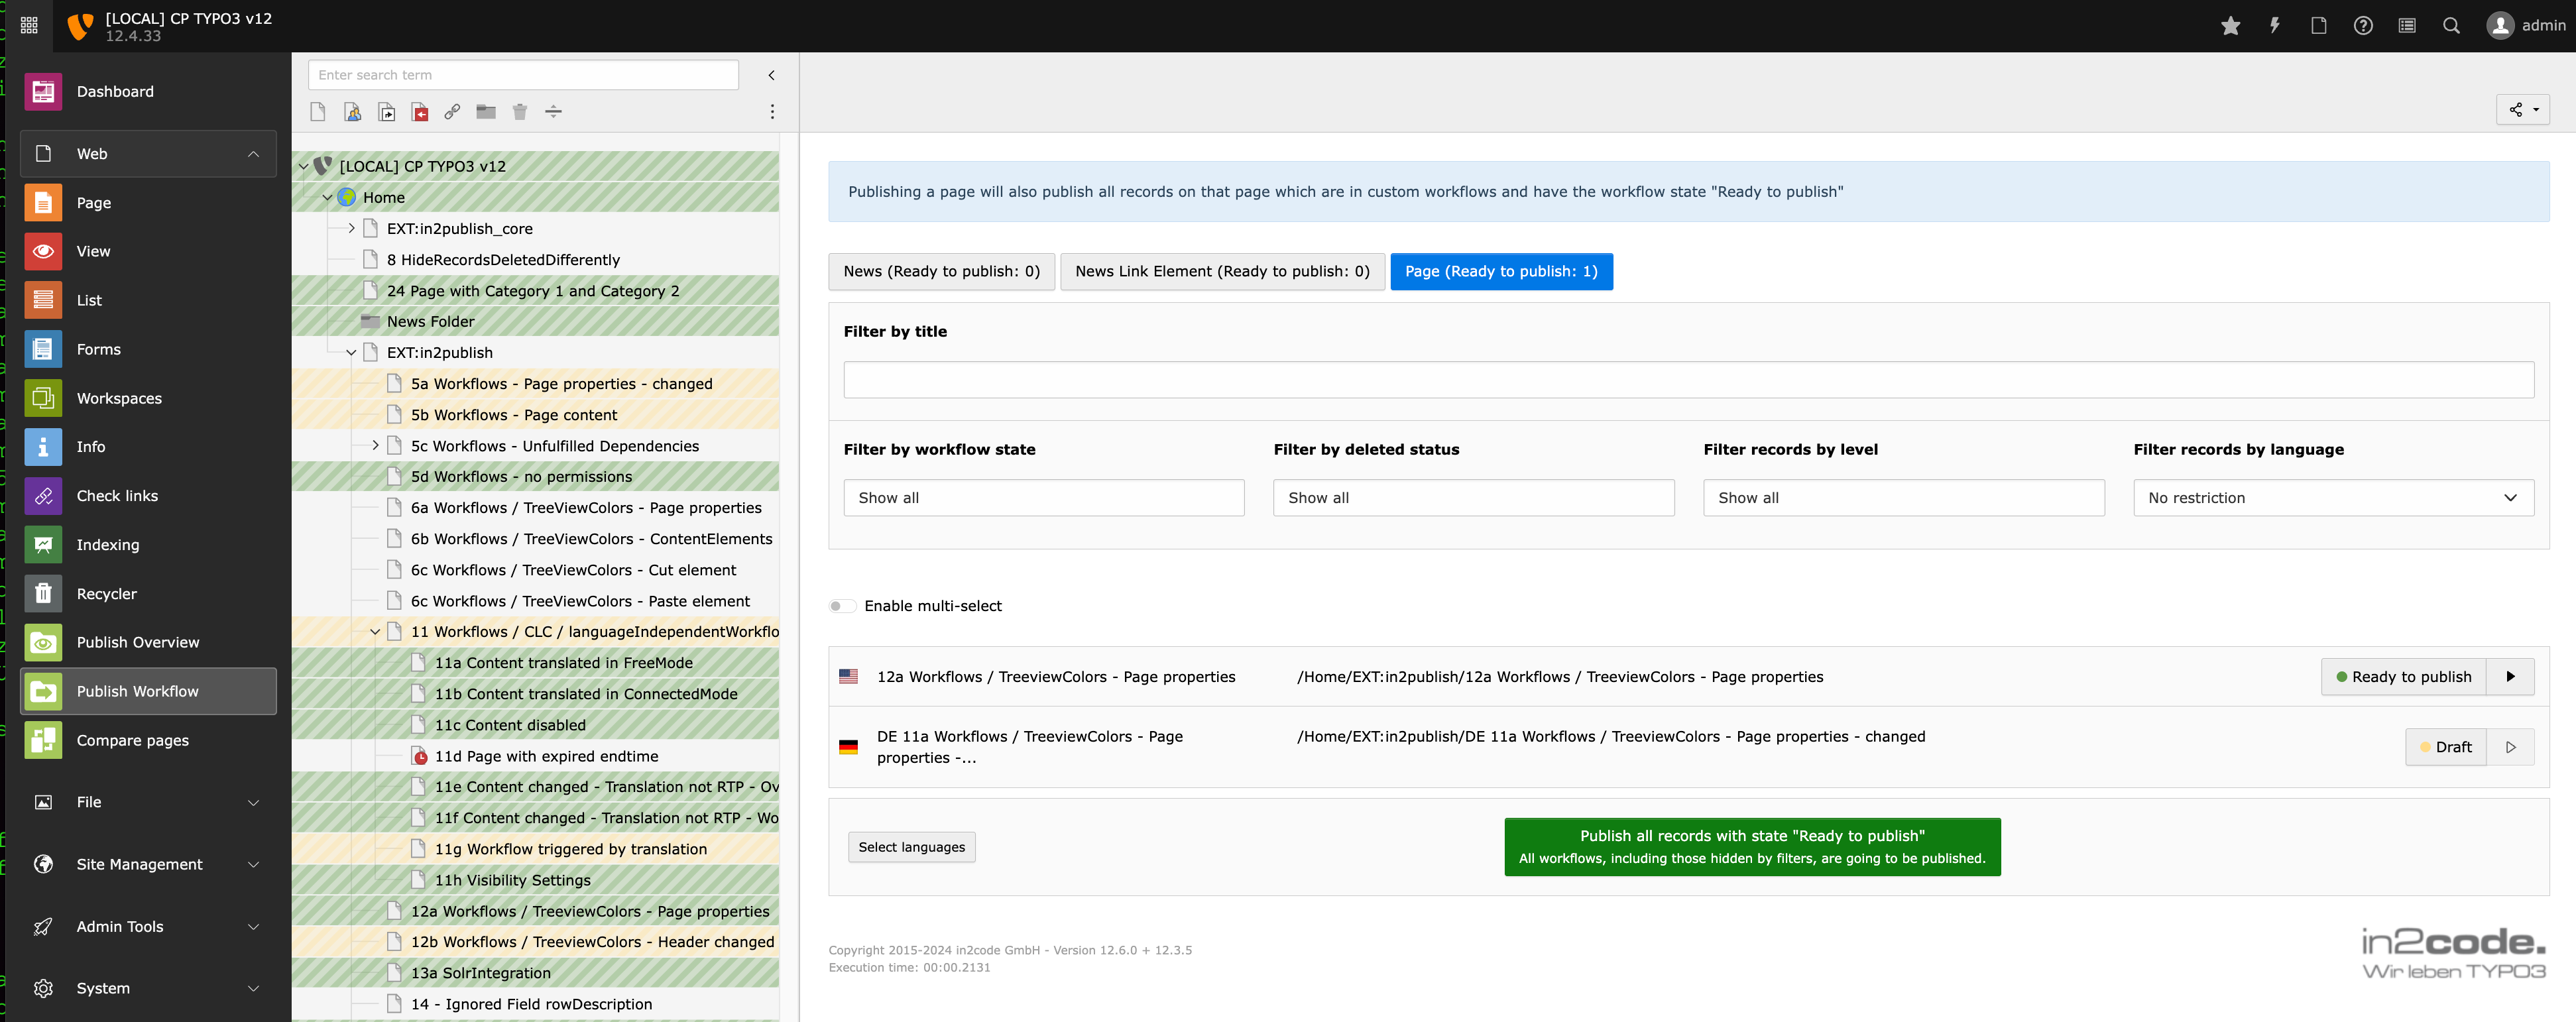 [LOCAL] CP TYPO3 v12
12.4.33
admin
Dashboard
Web
Page
View
List
Forms
Workspaces
Info
Check links
Indexing
Recycler
Publish Overview
Publish Workflow
Compare pages
File
Site Management
Admin Tools
System
Enter search term
[LOCAL] CP TYPO3 v12
Home
EXT:in2publish_core
8 HideRecordsDeletedDifferently
24 Page with Category 1 and Category 2
News Folder
EXT:in2publish
5a Workflows - Page properties - changed
5b Workflows - Page content
5c Workflows - Unfulfilled Dependencies
5d Workflows - no permissions
6a Workflows / TreeViewColors - Page properties
6b Workflows / TreeViewColors - ContentElements
6c Workflows / TreeViewColors - Cut element
6c Workflows / TreeViewColors - Paste element
11 Workflows / CLC / languageIndependentWorkflo
11a Content translated in FreeMode
11b Content translated in ConnectedMode
11c Content disabled
11d Page with expired endtime
11e Content changed - Translation not RTP - Ov
11f Content changed - Translation not RTP - Wo
11g Workflow triggered by translation
11h Visibility Settings
12a Workflows / TreeviewColors - Page properties
12b Workflows / TreeviewColors - Header changed
13a SolrIntegration
14 - Ignored Field rowDescription
Publishing a page will also publish all records on that page which are in custom workflows and have the workflow state "Ready to publish"
News (Ready to publish: 0)
News Link Element (Ready to publish: 0)
Page (Ready to publish: 1)
Filter by title
Filter by workflow state
Filter by deleted status
Filter records by level
Filter records by language
Show all
Show all
Show all
No restriction
Enable multi-select
12a Workflows / TreeviewColors - Page properties
/Home/EXT:in2publish/12a Workflows / TreeviewColors - Page properties
Ready to publish
DE 11a Workflows / TreeviewColors - Page
properties -...
/Home/EXT:in2publish/DE 11a Workflows / TreeviewColors - Page properties - changed
Draft
Select languages
Publish all records with state "Ready to publish"
All workflows, including those hidden by filters, are going to be published.
Copyright 2015-2024 in2code GmbH - Version 12.6.0 + 12.3.5
Execution time: 00:00.2131
in2code.
Wir leben TYPO3